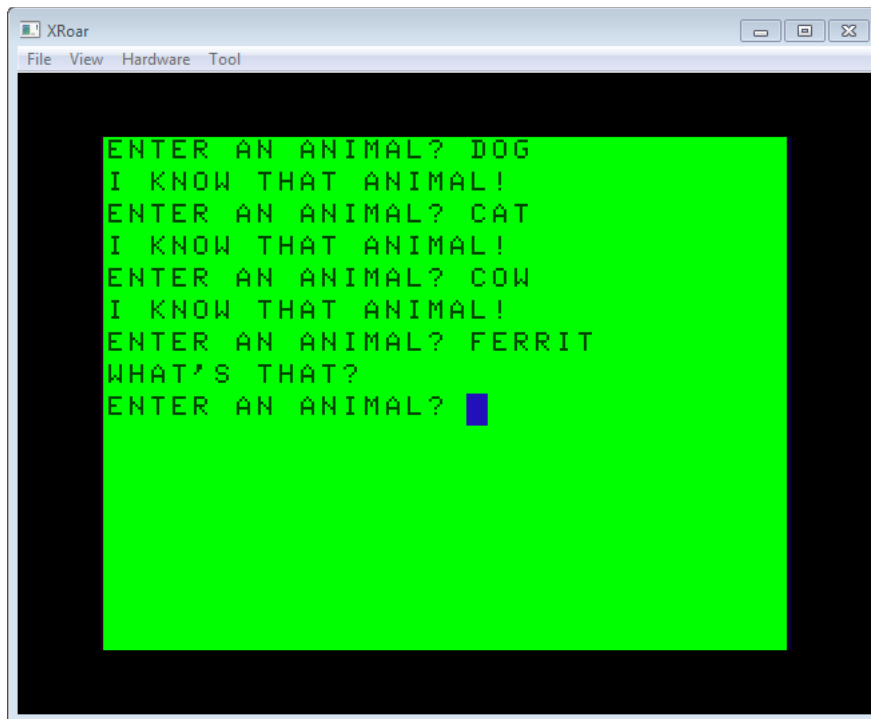 XRoar
File View Hardware Tool
ENTER AN ANIMAL? DOG
I KNOW THAT ANIMAL!
ENTER AN ANIMAL? CAT
I KNOW THAT ANIMAL!
ENTER AN ANIMAL? COW
I KNOW THAT ANIMAL!
ENTER AN ANIMAL? FERRIT
WHAT'S THAT?
ENTER AN ANIMAL?